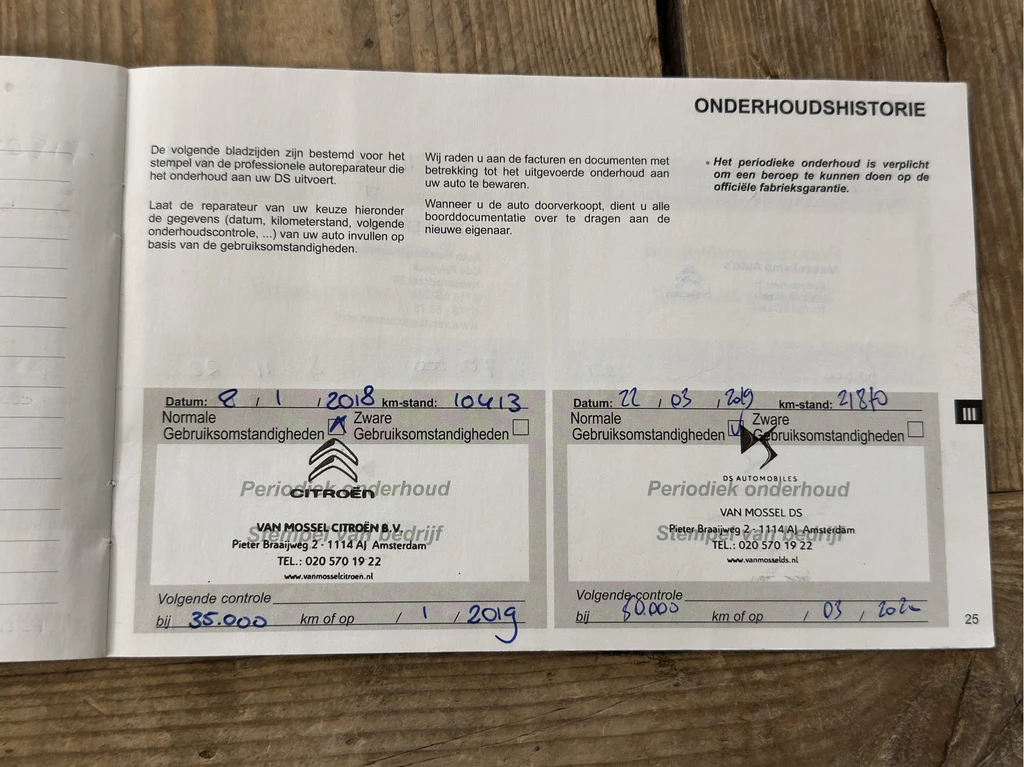 ONDERHOUDSHISTORIE
De volgende bladzijden zijn bestemd voor het
stempel van de professionele autoreparateur die
het onderhoud aan uw DS uitvoert.
Laat de reparateur van uw keuze hieronder
de gegevens (datum, kilometerstand, volgende
onderhoudscontrole, ...) van uw auto invullen op
basis van de gebruiksomstandigheden.
Wij raden u aan de facturen en documenten met
betrekking tot het uitgevoerde onderhoud aan
uw auto te bewaren.
Wanneer u de auto doorverkoopt, dient u alle
boorddocumentatie over te dragen aan de
nieuwe eigenaar.
• Het periodieke onderhoud is verplicht
om een beroep te kunnen doen op de
officiële fabrieksgarantie.
Datum: 8 / 1 / 2018 km-stand: 10413
Normale Zware
Gebruiksomstandigheden Gebruiksomstandigheden
CITROËN
Periodiek onderhoud
VAN MOSSEL CITROËN B.V.
Stempel van bedrijf
Pieter Braaijweg 2 - 1114 AJ Amsterdam
TEL.: 020 570 19 22
www.vanmosselcitroen.nl
Volgende controle
bij 35.000 km of op / 1 / 2019
Datum: 22 / 03 / 2019 km-stand:
Normale Zware
Gebruiksomstandigheden Gebruiksomstandigheden
DS AUTOMOBILES
Periodiek onderhoud
VAN MOSSEL DS
Pieter Braaijweg 2 - 1114 AJ Amsterdam
Stempel van bedrijf
TEL.: 020 570 19 22
www.vanmosselds.nl
Volgende controle
bij km of op / 03 /
III
25